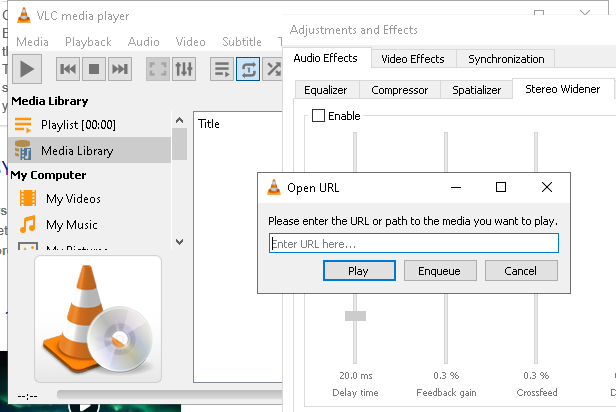 VLC media player
Media Playback Audio Video Subtitle
Media Library
Playlist [00:00]
Media Library
My Computer
My Videos
My Music
My Pictures
Title
--:--
Adjustments and Effects
Audio Effects Video Effects Synchronization
Equalizer Compressor Spatializer Stereo Widener
Enable
Open URL
Please enter the URL or path to the media you want to play.
Enter URL here...
Play Enqueue Cancel
20.0 ms 0.3 % 0.3 %
Delay time Feedback gain Crossfeed